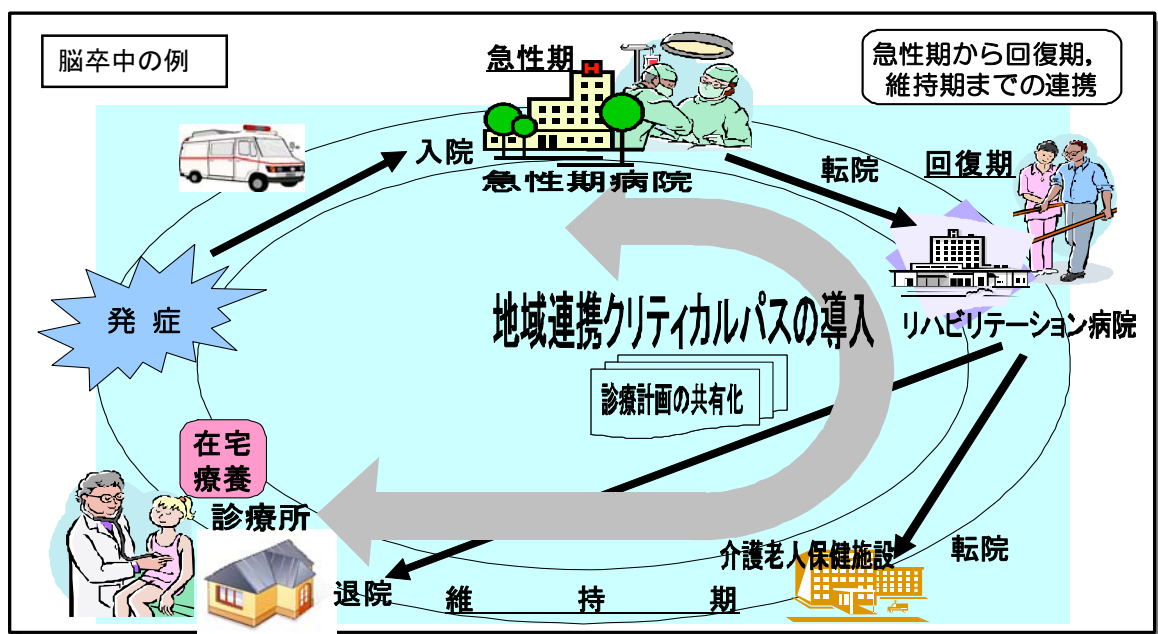 脳卒中の例
急性期
急性期から回復期,
維持期までの連携
H
入院
急性期病院
転院
回復期
発 症
地域連携クリティカルパスの導入
リハビリテーション病院
診療計画の共有化
在宅
療養
診療所
介護老人保健施設
転院
退院
維 持 期